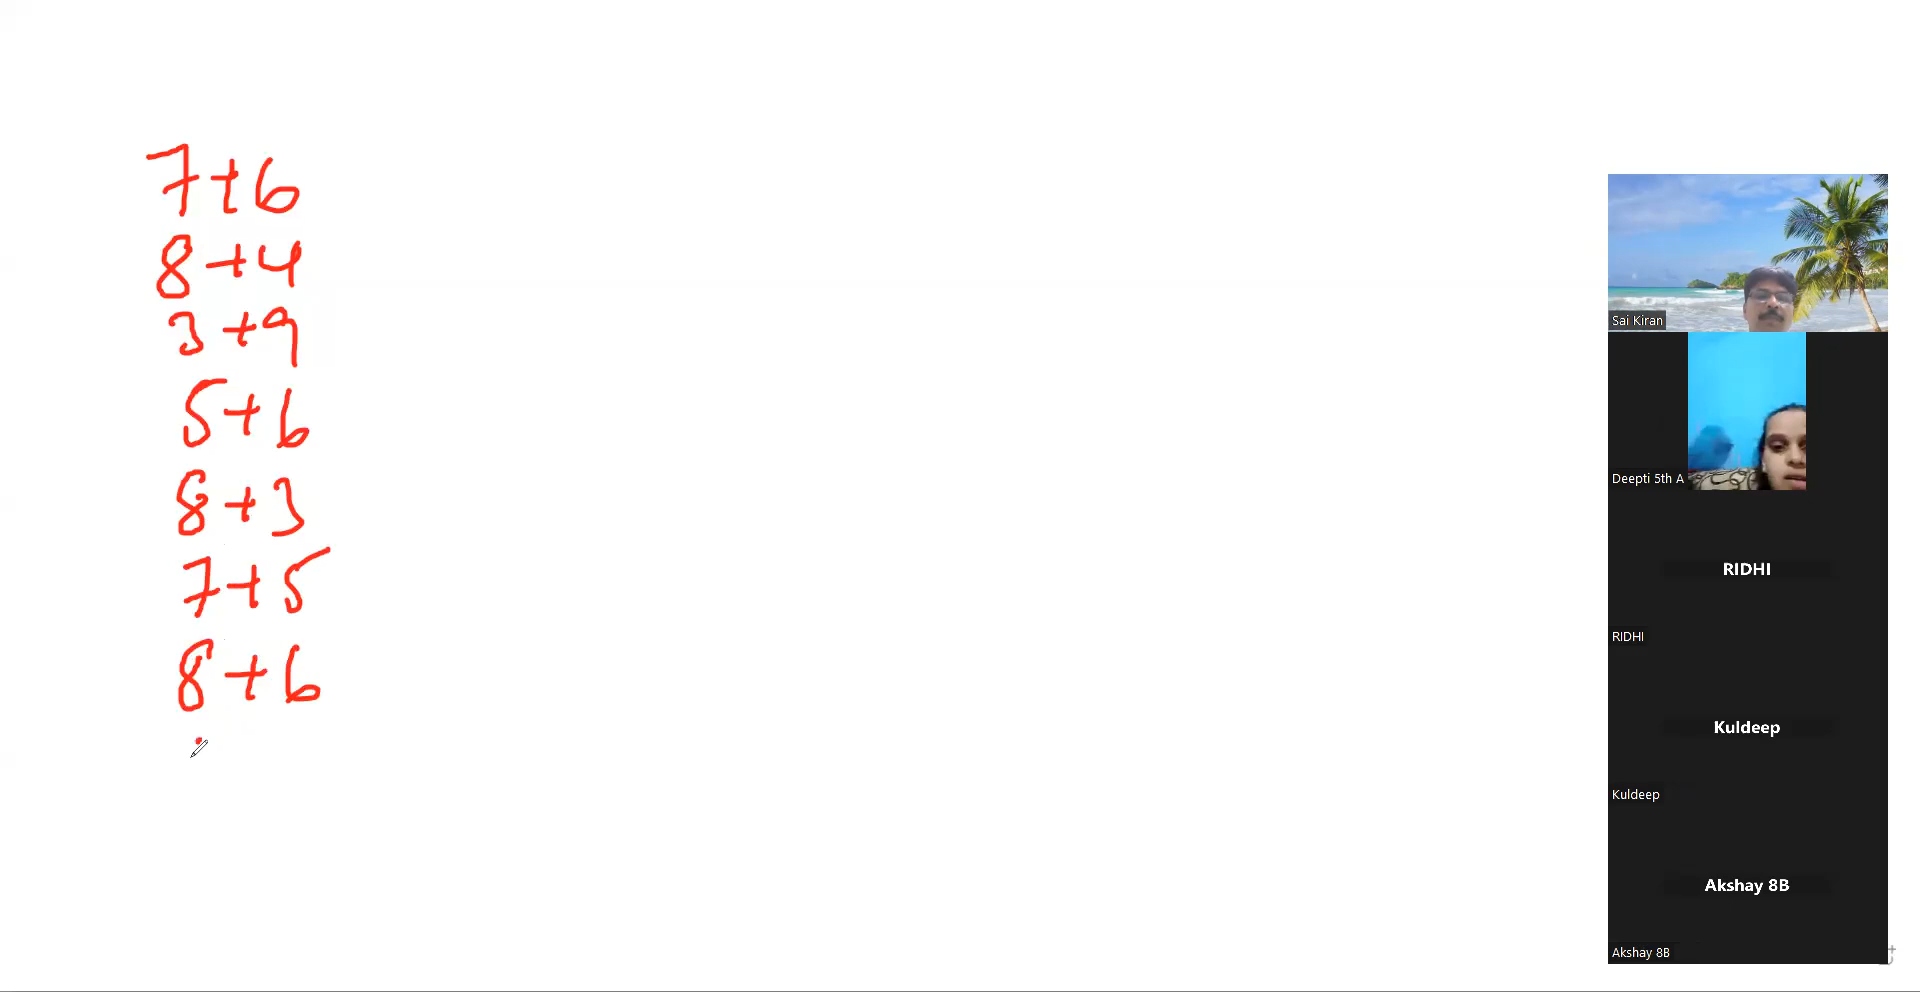 7+6
8+4
3+9
5+6
8+3
7+5
8+6
Sai Kiran
Deepti 5th A
RIDHI
RIDHI
Kuldeep
Kuldeep
Akshay 8B
Akshay 8B